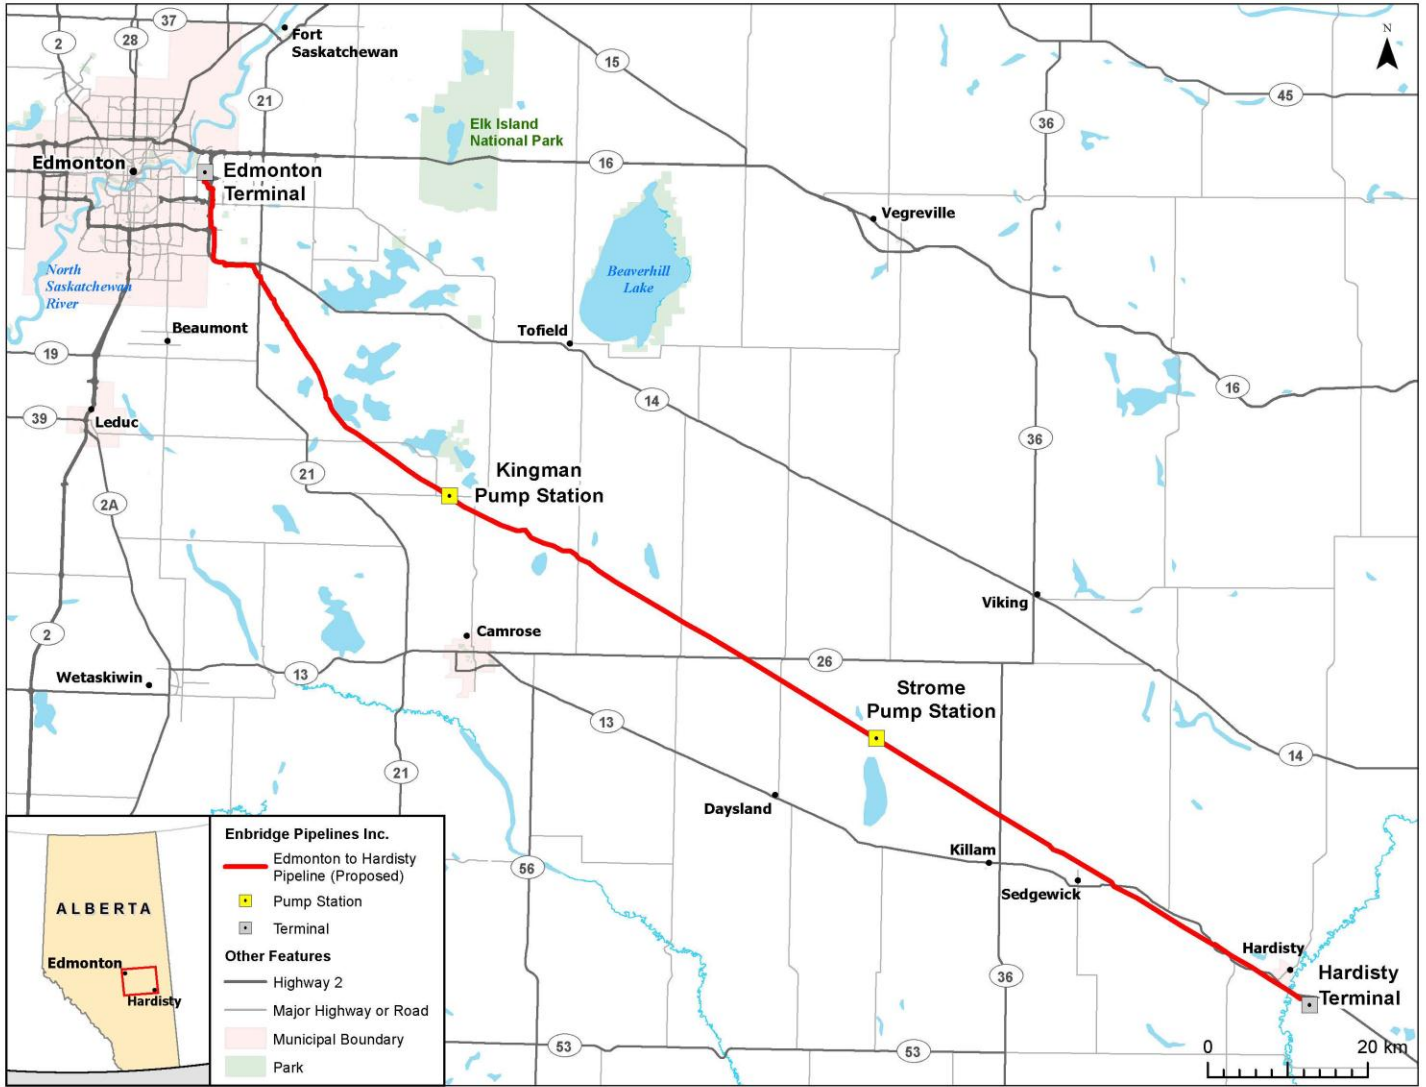 37
2
28
Fort
Saskatchewan
15
N
21
45
36
Elk Island
National Park
16
Edmonton
Edmonton
Terminal
Vegreville
North
Saskatchewan
River
Beaverhill
Lake
Beaumont
Tofield
19
14
16
39
Leduc
36
21
Kingman
Pump Station
2A
Viking
2
Camrose
26
Wetaskiwin
13
Strome
Pump Station
13
14
21
Daysland
Killam
56
Sedgewick
Hardisty
36
Hardisty
Terminal
53
53
0
20 km
ALBERTA
Edmonton
Hardisty
Enbridge Pipelines Inc.
Edmonton to Hardisty
Pipeline (Proposed)
Pump Station
Terminal
Other Features
Highway 2
Major Highway or Road
Municipal Boundary
Park